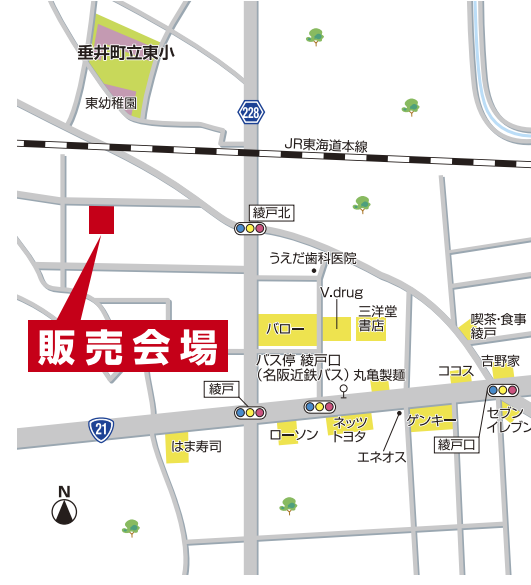 垂井町立東小
東幼稚園
228
JR東海道本線
綾戸北
うえだ歯科医院
V.drug
三洋堂
書店
喫茶・食事
綾戸
バロー
販売会場
バス停 綾戸口
(名阪近鉄バス)
丸亀製麺
ココス
吉野家
綾戸
21
はま寿司
ローソン
ネッツ
トヨタ
エネオス
ゲンキー
綾戸口
セブン
イレブン
N